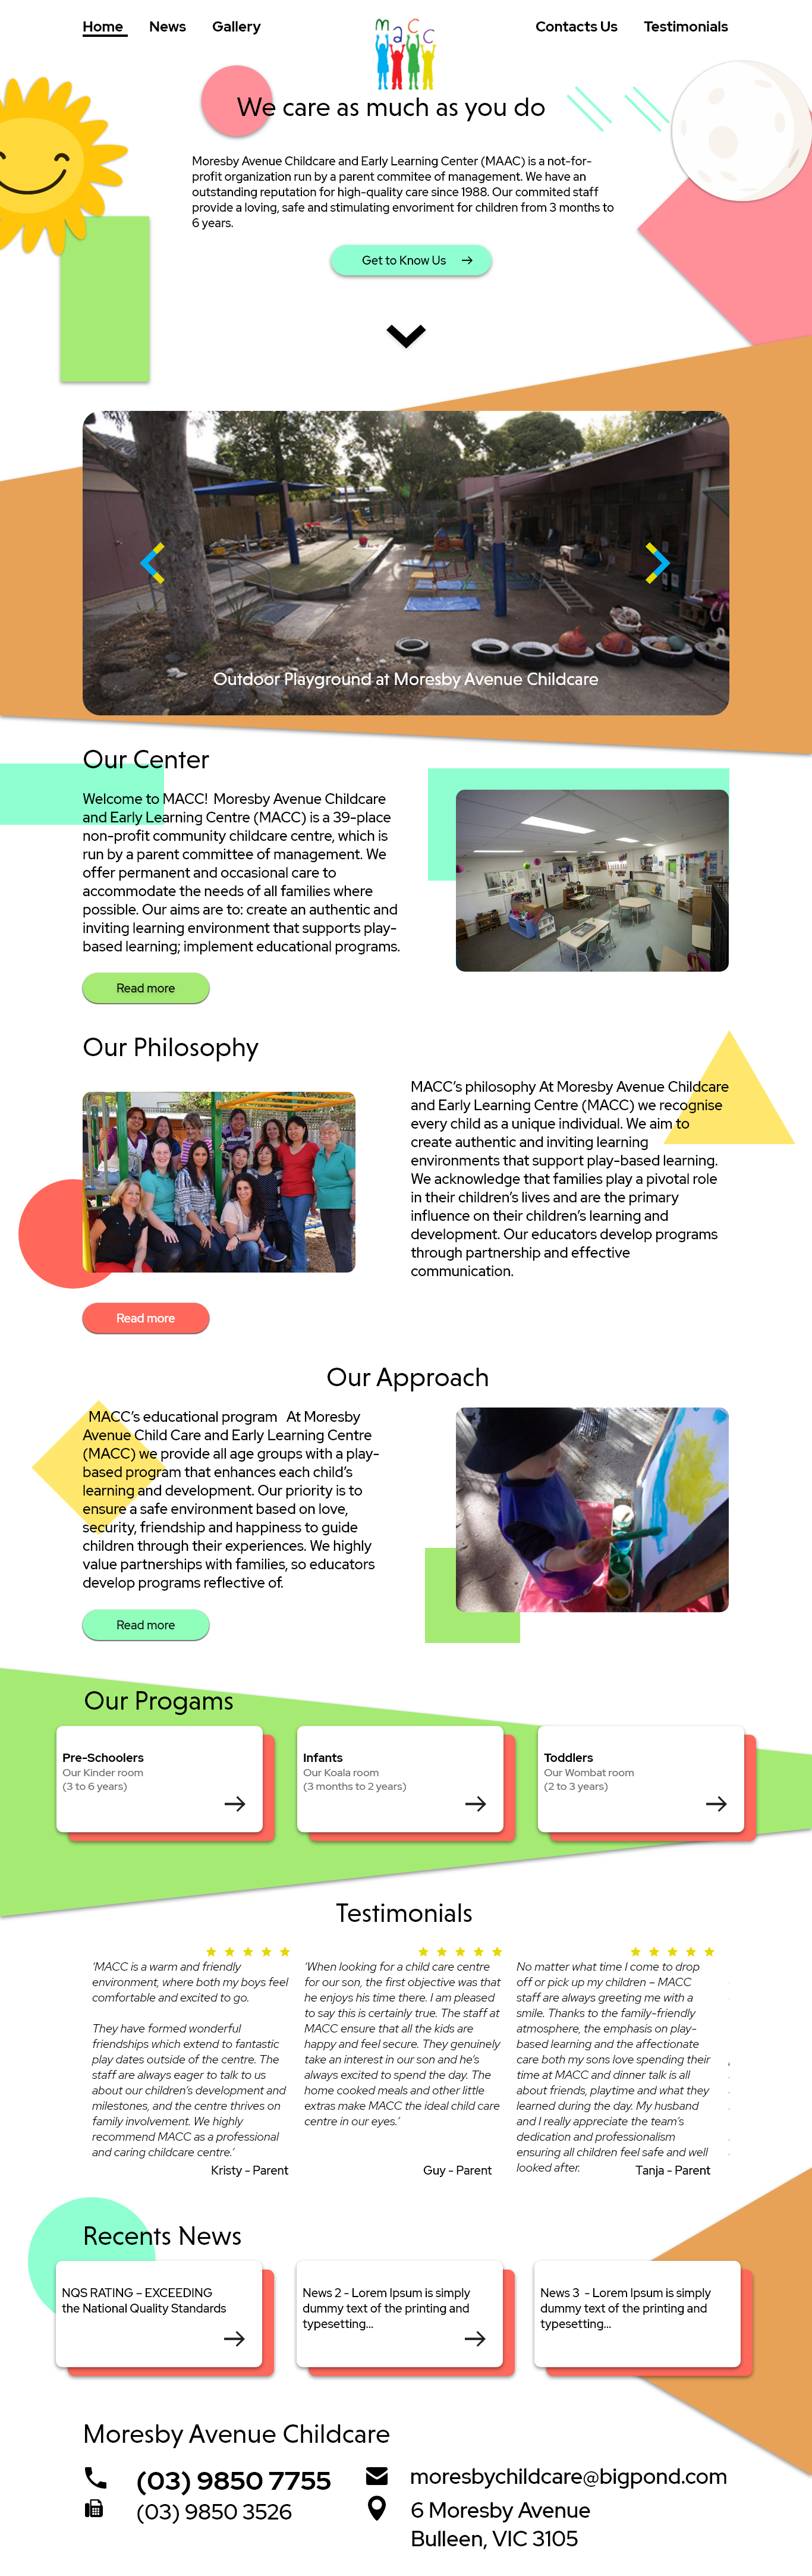 Home News Gallery
macc
Contacts Us Testimonials
We care as much as you do
Moresby Avenue Childcare and Early Learning Center (MAAC) is a not-for-
profit organization run by a parent commitee of management. We have an
outstanding reputation for high-quality care since 1988. Our commited staff
provide a loving, safe and stimulating envoriment for children from 3 months to
6 years.
Get to Know Us
Outdoor Playground at Moresby Avenue Childcare
Our Center
Welcome to MACC! Moresby Avenue Childcare
and Early Learning Centre (MACC) is a 39-place
non-profit community childcare centre, which is
run by a parent committee of management. We
offer permanent and occasional care to
accommodate the needs of all families where
possible. Our aims are to: create an authentic and
inviting learning environment that supports play-
based learning; implement educational programs.
Read more
Our Philosophy
MACC’s philosophy At Moresby Avenue Childcare
and Early Learning Centre (MACC) we recognise
every child as a unique individual. We aim to
create authentic and inviting learning
environments that support play-based learning.
We acknowledge that families play a pivotal role
in their children’s lives and are the primary
influence on their children’s learning and
development. Our educators develop programs
through partnership and effective
communication.
Read more
Our Approach
MACC’s educational program At Moresby
Avenue Child Care and Early Learning Centre
(MACC) we provide all age groups with a play-
based program that enhances each child’s
learning and development. Our priority is to
ensure a safe environment based on love,
security, friendship and happiness to guide
children through their experiences. We highly
value partnerships with families, so educators
develop programs reflective of.
Read more
Our Progams
Pre-Schoolers
Our Kinder room
(3 to 6 years)
Infants
Our Koala room
(3 months to 2 years)
Toddlers
Our Wombat room
(2 to 3 years)
Testimonials
‘MACC is a warm and friendly
environment, where both my boys feel
comfortable and excited to go.
They have formed wonderful
friendships which extend to fantastic
play dates outside of the centre. The
staff are always eager to talk to us
about our children’s development and
milestones, and the centre thrives on
family involvement. We highly
recommend MACC as a professional
and caring childcare centre.’
Kristy - Parent
‘When looking for a child care centre
for our son, the first objective was that
he enjoys his time there. I am pleased
to say this is certainly true. The staff at
MACC ensure that all the kids are
happy and feel secure. They genuinely
take an interest in our son and he’s
always excited to spend the day. The
home cooked meals and other little
extras make MACC the ideal child care
centre in our eyes.’
Guy - Parent
No matter what time I come to drop
off or pick up my children – MACC
staff are always greeting me with a
smile. Thanks to the family-friendly
atmosphere, the emphasis on play-
based learning and the affectionate
care both my sons love spending their
time at MACC and dinner talk is all
about friends, playtime and what they
learned during the day. My husband
and I really appreciate the team’s
dedication and professionalism
ensuring all children feel safe and well
looked after.
Tanja - Parent
Recents News
NQS RATING – EXCEEDING
the National Quality Standards
News 2 - Lorem Ipsum is simply
dummy text of the printing and
typesetting...
News 3 - Lorem Ipsum is simply
dummy text of the printing and
typesetting...
Moresby Avenue Childcare
(03) 9850 7755
(03) 9850 3526
moresbychildcare@bigpond.com
6 Moresby Avenue
Bulleen, VIC 3105